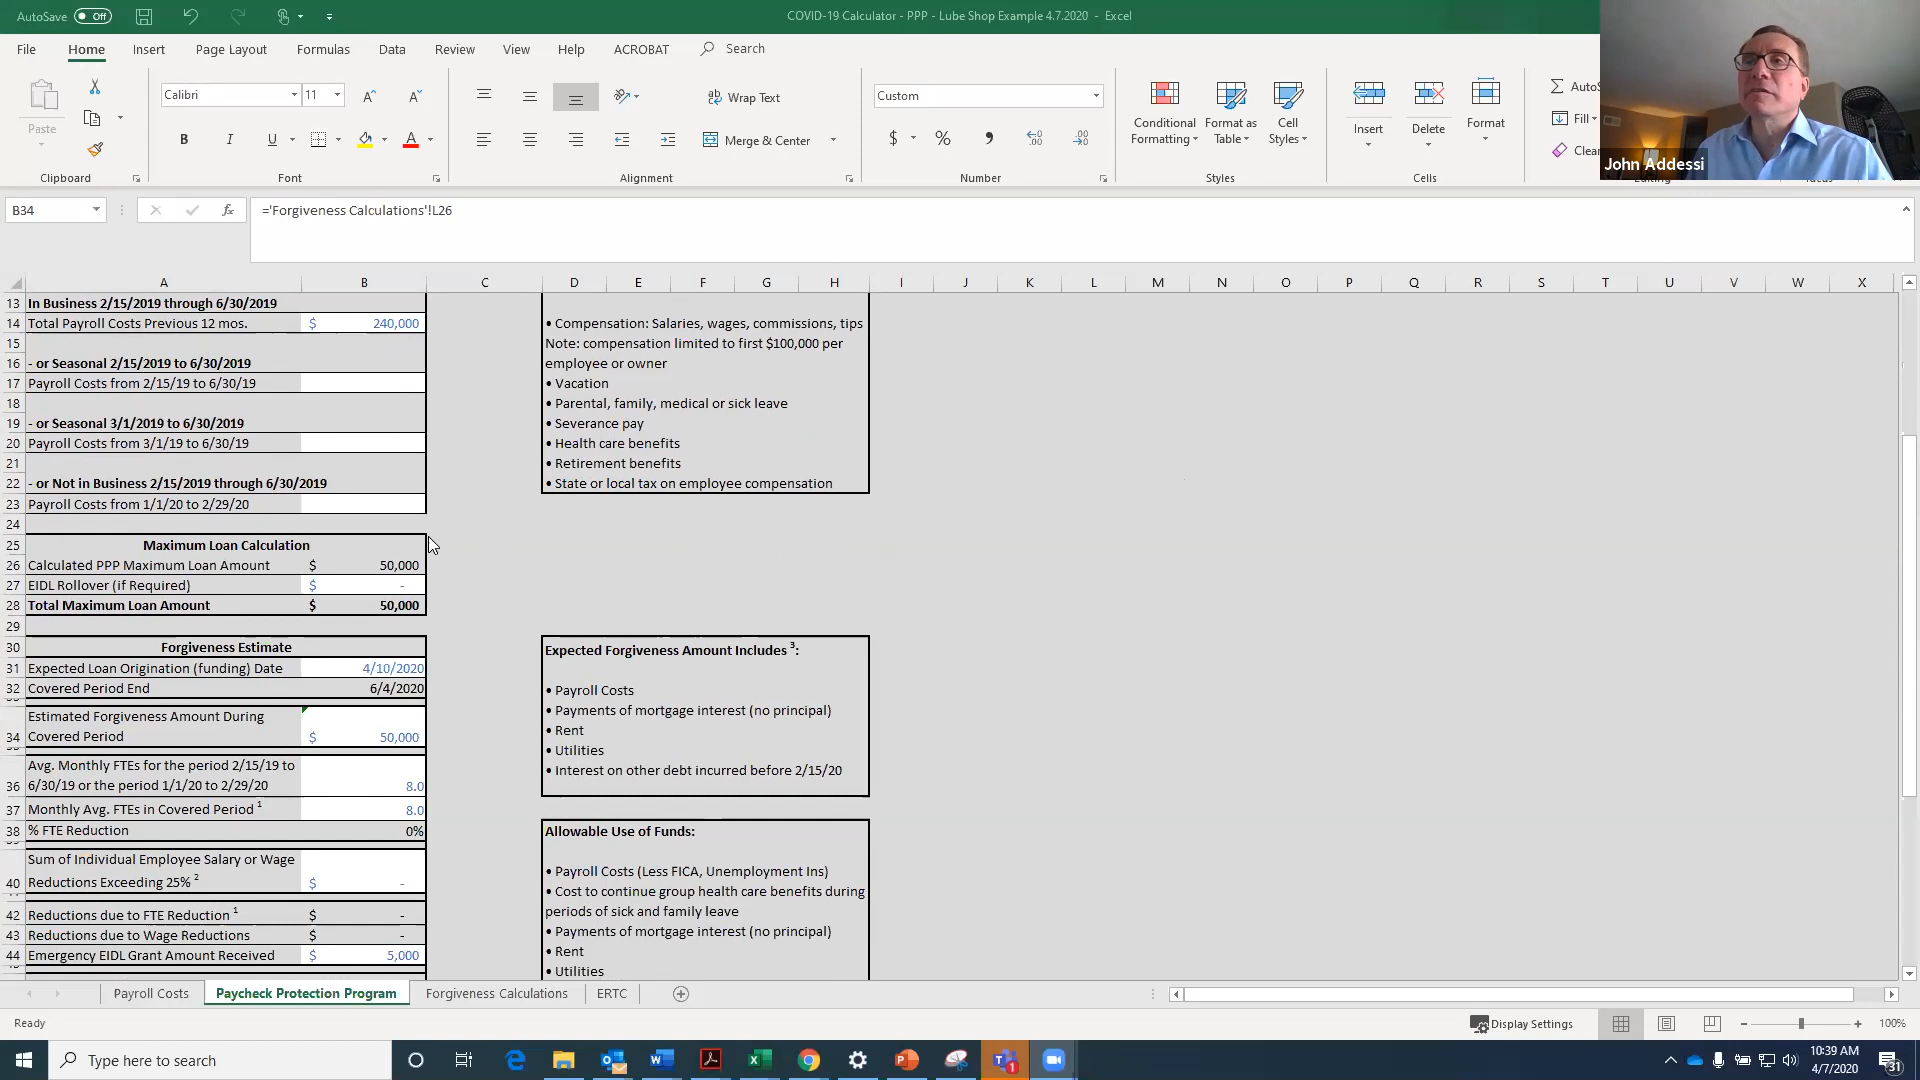 AutoSave Off
COVID-19 Calculator - PPP - Lube Shop Example 4.7.2020 - Excel
File Home Insert Page Layout Formulas Data Review View Help ACROBAT Search
Calibri 11
Wrap Text
Custom
Paste
B I U A
Merge & Center
$ % 9
Conditional Formatting
Format as Table
Cell Styles
Insert
Delete
Format
AutoS
Fill
Clea
Clipboard
Font
Alignment
Number
Styles
Cells
John Addessi
B34
fx
='Forgiveness Calculations'!L26
A B C D E F G H I J K L M N O P Q R S T U V W X
13 In Business 2/15/2019 through 6/30/2019
14 Total Payroll Costs Previous 12 mos. $ 240,000
15
16 - or Seasonal 2/15/2019 to 6/30/2019
17 Payroll Costs from 2/15/19 to 6/30/19
18
19 - or Seasonal 3/1/2019 to 6/30/2019
20 Payroll Costs from 3/1/19 to 6/30/19
21
22 - or Not in Business 2/15/2019 through 6/30/2019
23 Payroll Costs from 1/1/20 to 2/29/20
24
25 Maximum Loan Calculation
26 Calculated PPP Maximum Loan Amount $ 50,000
27 EIDL Rollover (if Required) $ -
28 Total Maximum Loan Amount $ 50,000
29
30 Forgiveness Estimate
31 Expected Loan Origination (funding) Date 4/10/2020
32 Covered Period End 6/4/2020
Estimated Forgiveness Amount During
34 Covered Period $ 50,000
Avg. Monthly FTEs for the period 2/15/19 to
36 6/30/19 or the period 1/1/20 to 2/29/20 8.0
37 Monthly Avg. FTEs in Covered Period 1 8.0
38 % FTE Reduction 0%
Sum of Individual Employee Salary or Wage
40 Reductions Exceeding 25% 2 $ -
42 Reductions due to FTE Reduction 1 $ -
43 Reductions due to Wage Reductions $ -
44 Emergency EIDL Grant Amount Received $ 5,000
• Compensation: Salaries, wages, commissions, tips
Note: compensation limited to first $100,000 per
employee or owner
• Vacation
• Parental, family, medical or sick leave
• Severance pay
• Health care benefits
• Retirement benefits
• State or local tax on employee compensation
Expected Forgiveness Amount Includes 3:
• Payroll Costs
• Payments of mortgage interest (no principal)
• Rent
• Utilities
• Interest on other debt incurred before 2/15/20
Allowable Use of Funds:
• Payroll Costs (Less FICA, Unemployment Ins)
• Cost to continue group health care benefits during
periods of sick and family leave
• Payments of mortgage interest (no principal)
• Rent
• Utilities
Payroll Costs Paycheck Protection Program Forgiveness Calculations ERTC
Ready
Display Settings
100%
Type here to search
10:39 AM
4/7/2020